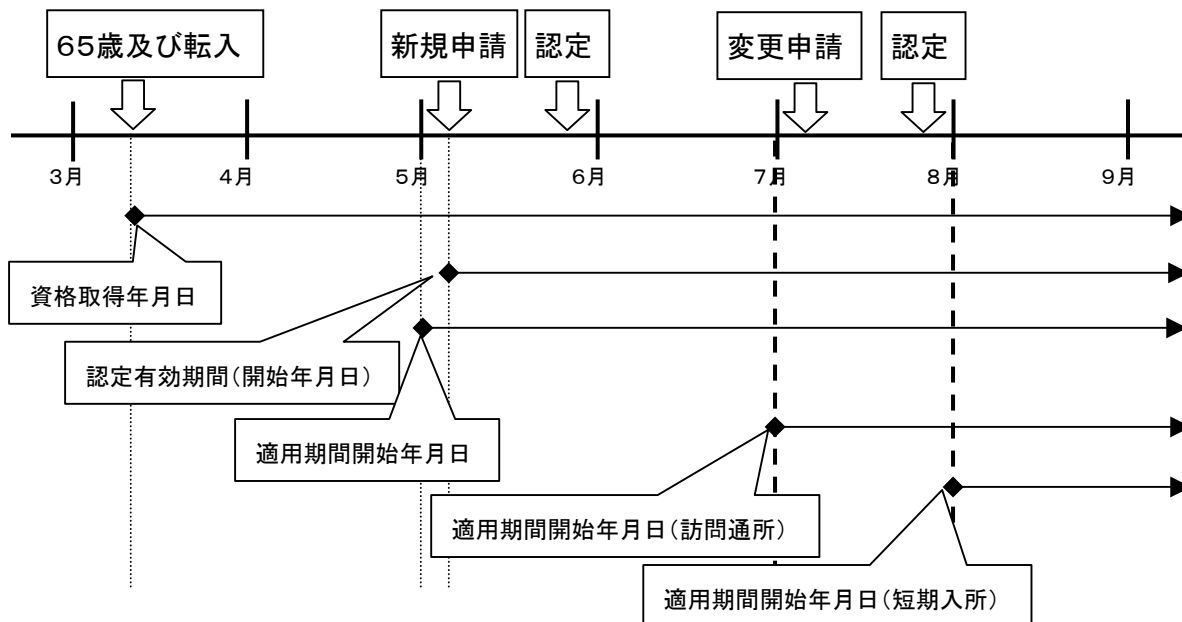 65歳及び転入
新規申請
認定
変更申請
認定
3月
4月
5月
6月
7月
8月
9月
資格取得年月日
認定有効期間(開始年月日)
適用期間開始年月日
適用期間開始年月日(訪問通所)
適用期間開始年月日(短期入所)